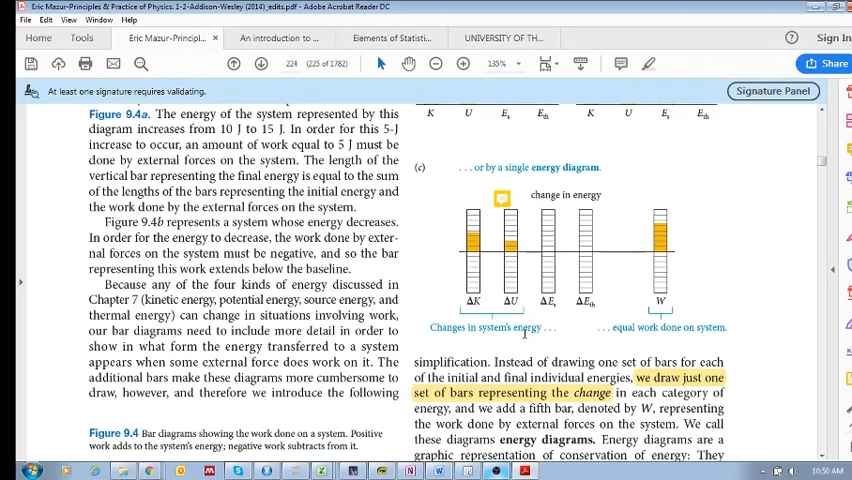 Eric Mazur-Principles & Practice of Physics. 1-2-Addison-Wesley (2014)_edits.pdf - Adobe Acrobat Reader DC
File Edit View Window Help
Home Tools Eric Mazur-Principl... × An introduction to ... Elements of Statisti... UNIVERSITY OF TH... Sign In
224 (225 of 1782) 135% Share
At least one signature requires validating. Signature Panel
Figure 9.4a. The energy of the system represented by this
diagram increases from 10 J to 15 J. In order for this 5-J
increase to occur, an amount of work equal to 5 J must be
done by external forces on the system. The length of the
vertical bar representing the final energy is equal to the sum
of the lengths of the bars representing the initial energy and
the work done by the external forces on the system.
Figure 9.4b represents a system whose energy decreases.
In order for the energy to decrease, the work done by exter-
nal forces on the system must be negative, and so the bar
representing this work extends below the baseline.
Because any of the four kinds of energy discussed in
Chapter 7 (kinetic energy, potential energy, source energy, and
thermal energy) can change in situations involving work,
our bar diagrams need to include more detail in order to
show in what form the energy transferred to a system
appears when some external force does work on it. The
additional bars make these diagrams more cumbersome to
draw, however, and therefore we introduce the following
Figure 9.4 Bar diagrams showing the work done on a system. Positive
work adds to the system's energy; negative work subtracts from it.
K U Es Eth K U Es Eth
(c) . . . or by a single energy diagram.
change in energy
ΔK ΔU ΔEs ΔEth W
Changes in system's energy . . . . . . equal work done on system.
simplification. Instead of drawing one set of bars for each
of the initial and final individual energies, we draw just one
set of bars representing the change in each category of
energy, and we add a fifth bar, denoted by W, representing
the work done by external forces on the system. We call
these diagrams energy diagrams. Energy diagrams are a
graphic representation of conservation of energy: They
10:50 AM